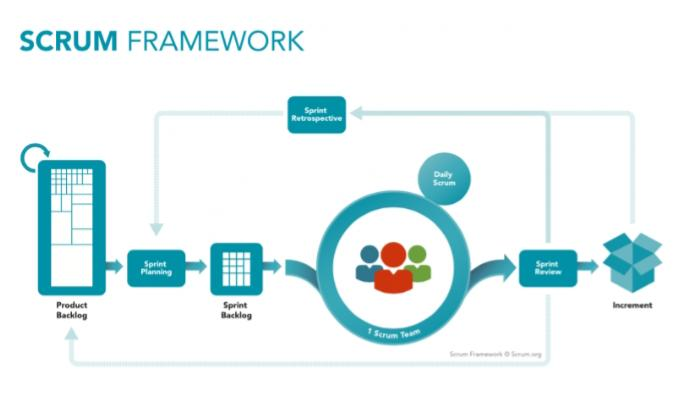 SCRUM FRAMEWORK
Sprint
Retrospective
Daily
Scrum
Sprint
Planning
Sprint
Review
Product
Backlog
Sprint
Backlog
1 Scrum Team
Increment
Scrum Framework © Scrum.org